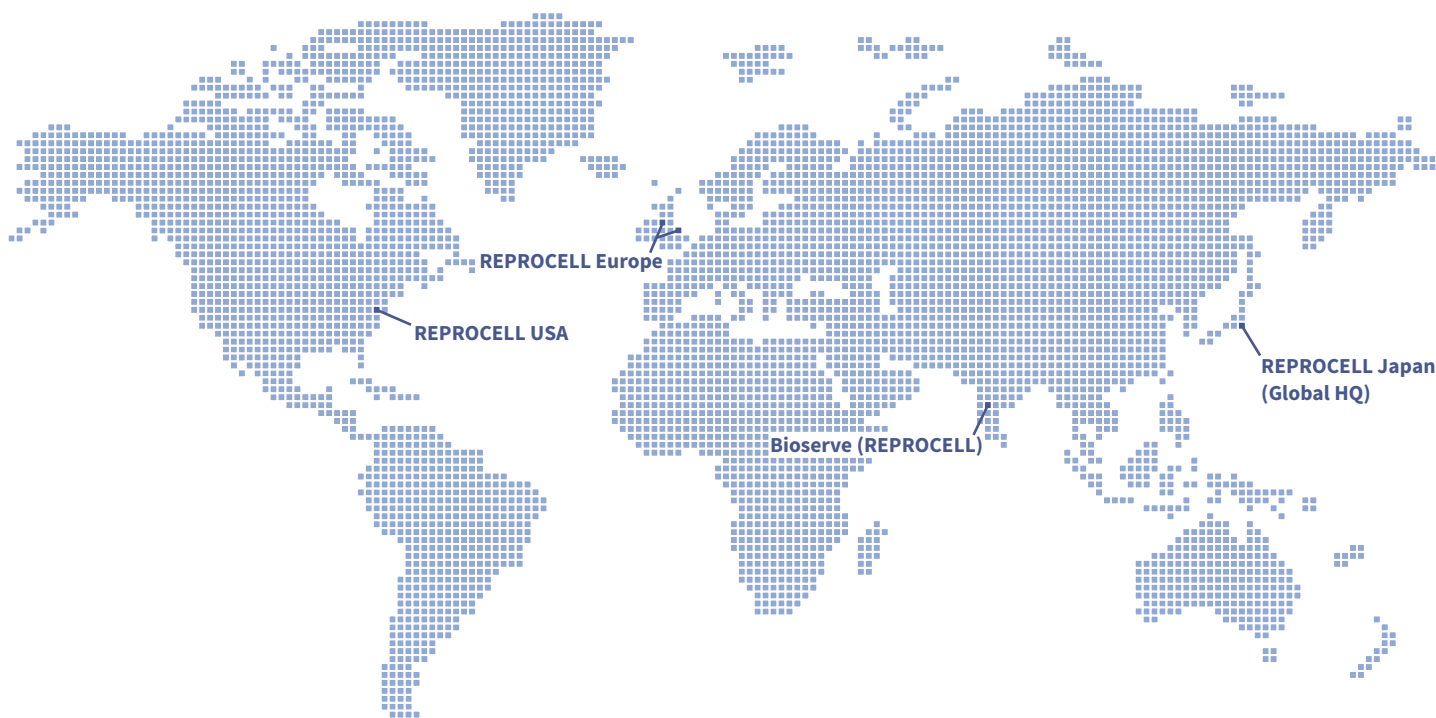 REPROCELL Europe
REPROCELL USA
REPROCELL Japan
(Global HQ)
Bioserve (REPROCELL)